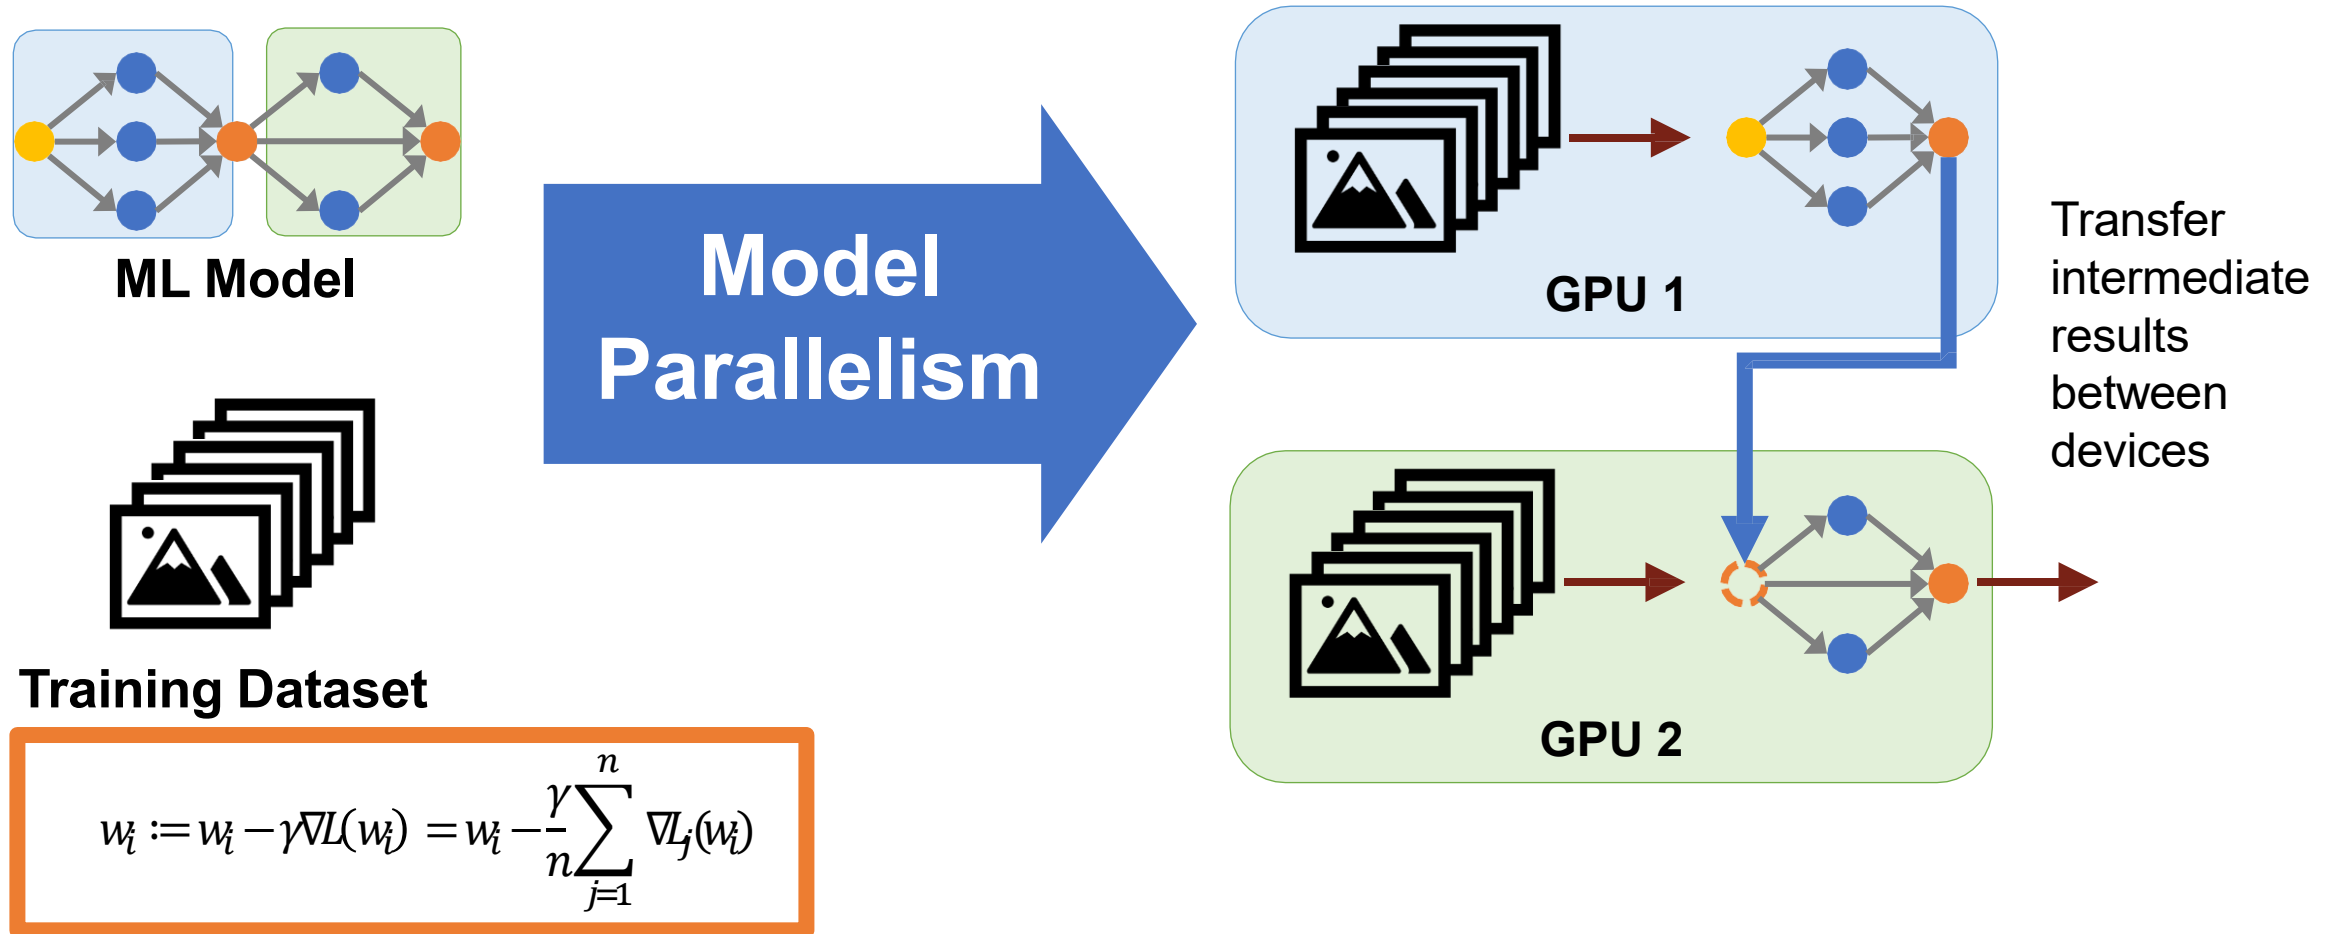 ML Model
Training Dataset
w_i := w_i − γ∇L(w_i) = w_i − γ/n ∑_{j=1}^{n} ∇L_j(w_i)
Model
Parallelism
GPU 1
GPU 2
Transfer
intermediate
results
between
devices